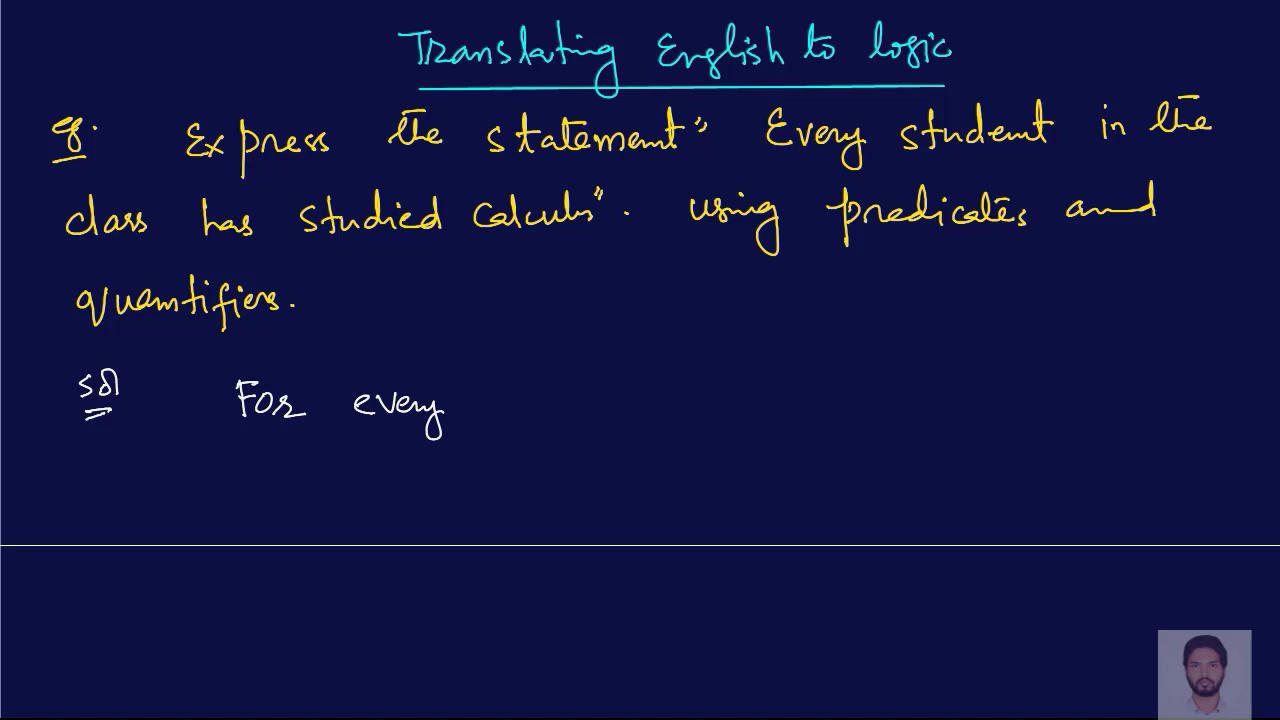 Translating English to logic
eg. Express the statement" Every student in the
class has studied calculus". using predicates and
quantifiers.
sol For every